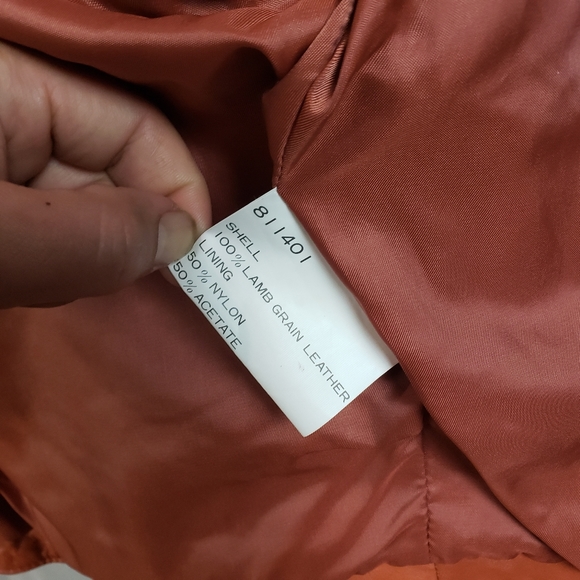 811401
SHELL
100% LAMB GRAIN LEATHER
LINING
50% NYLON
50% ACETATE